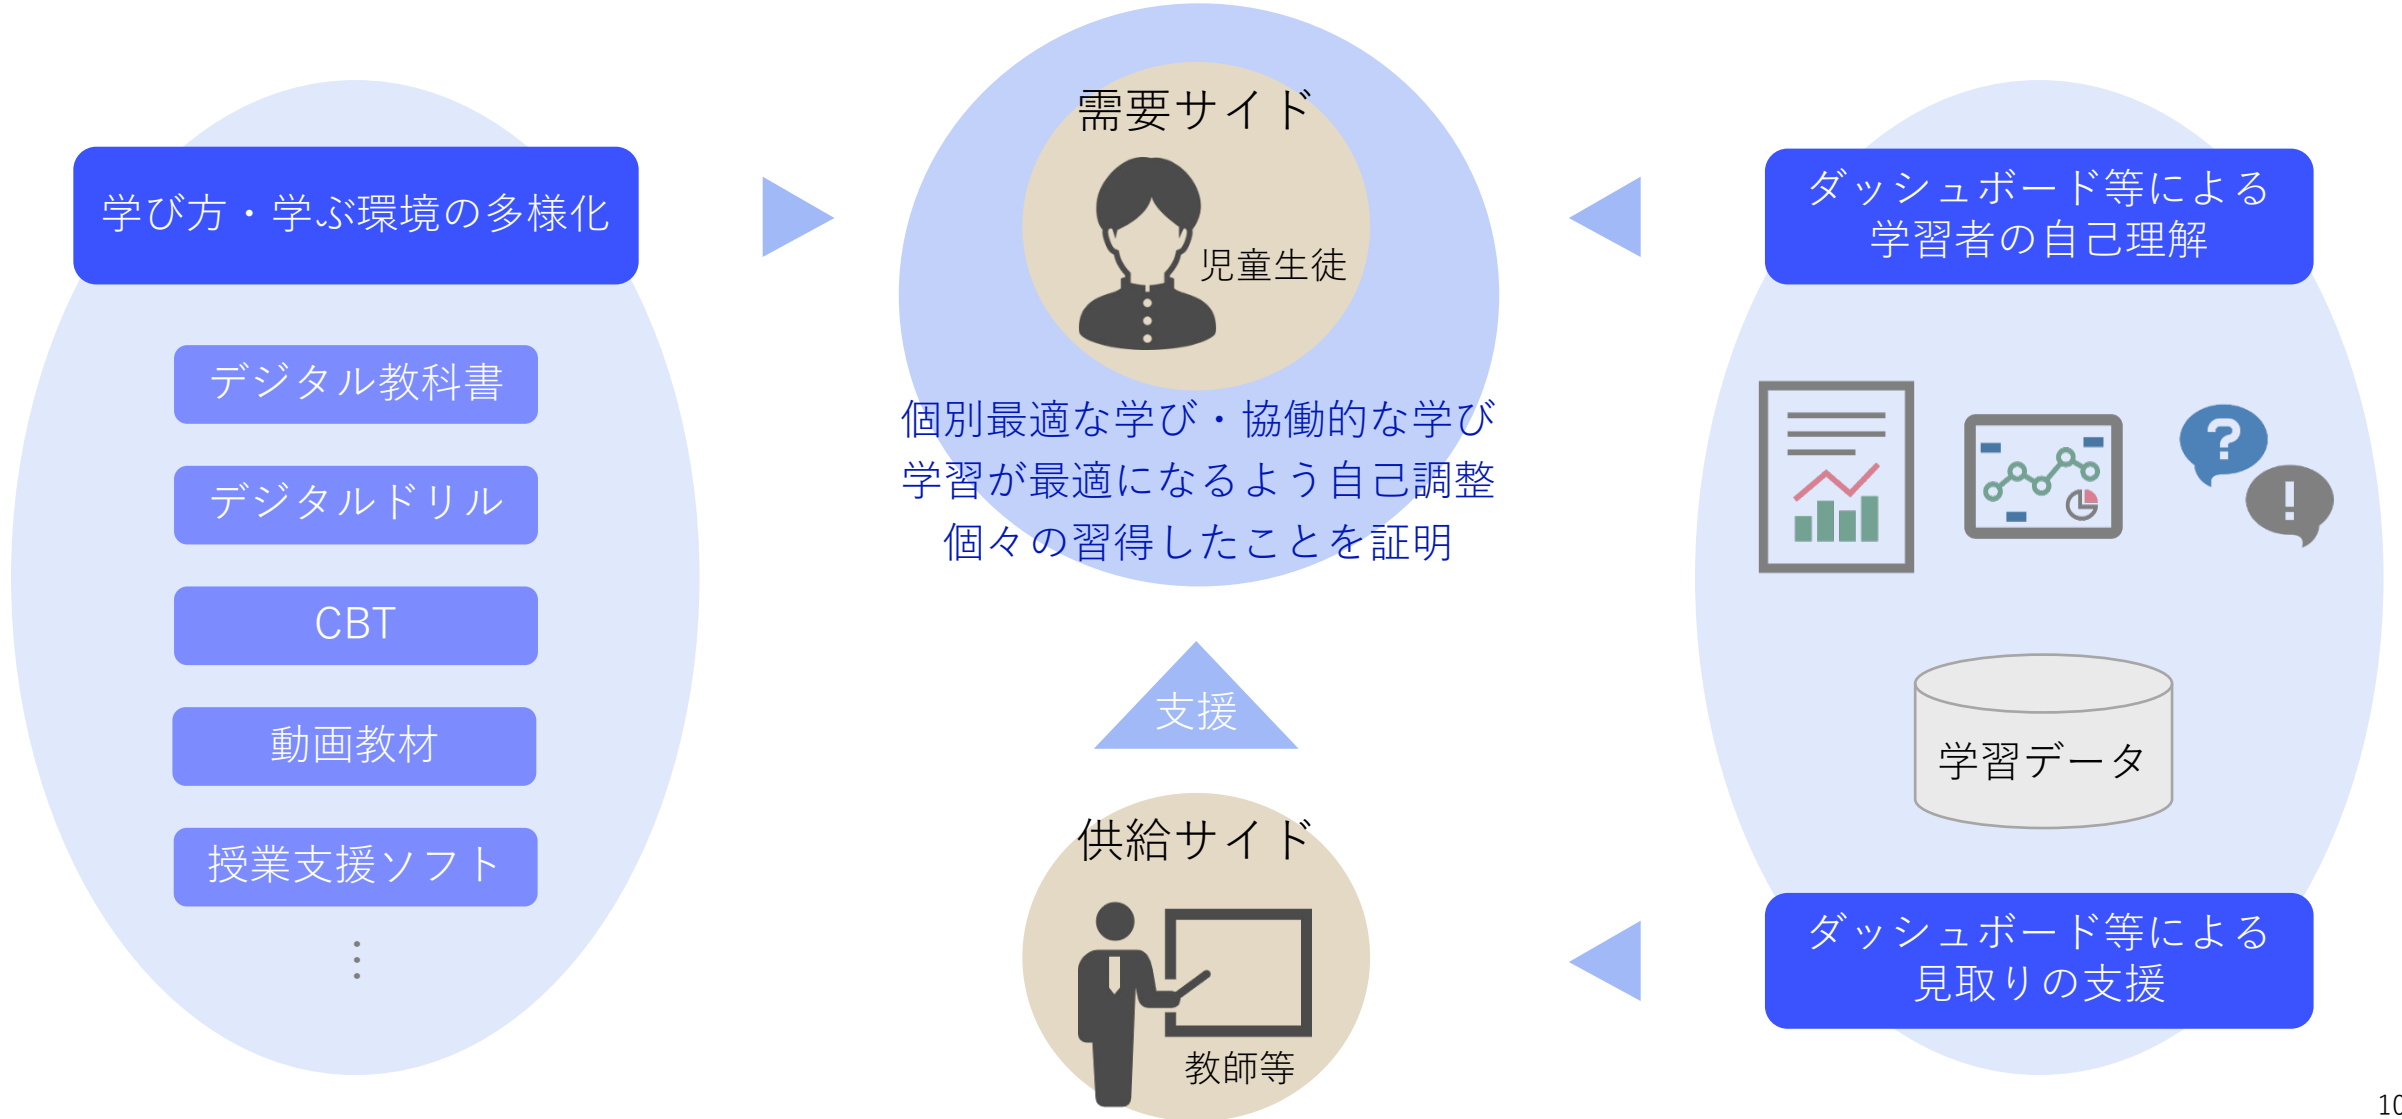 学び方・学ぶ環境の多様化
デジタル教科書
デジタルドリル
CBT
動画教材
授業支援ソフト
⋮
需要サイド
児童生徒
個別最適な学び・協働的な学び
学習が最適になるよう自己調整
個々の習得したことを証明
支援
供給サイド
教師等
ダッシュボード等による
学習者の自己理解
?
!
学習データ
ダッシュボード等による
見取りの支援
10